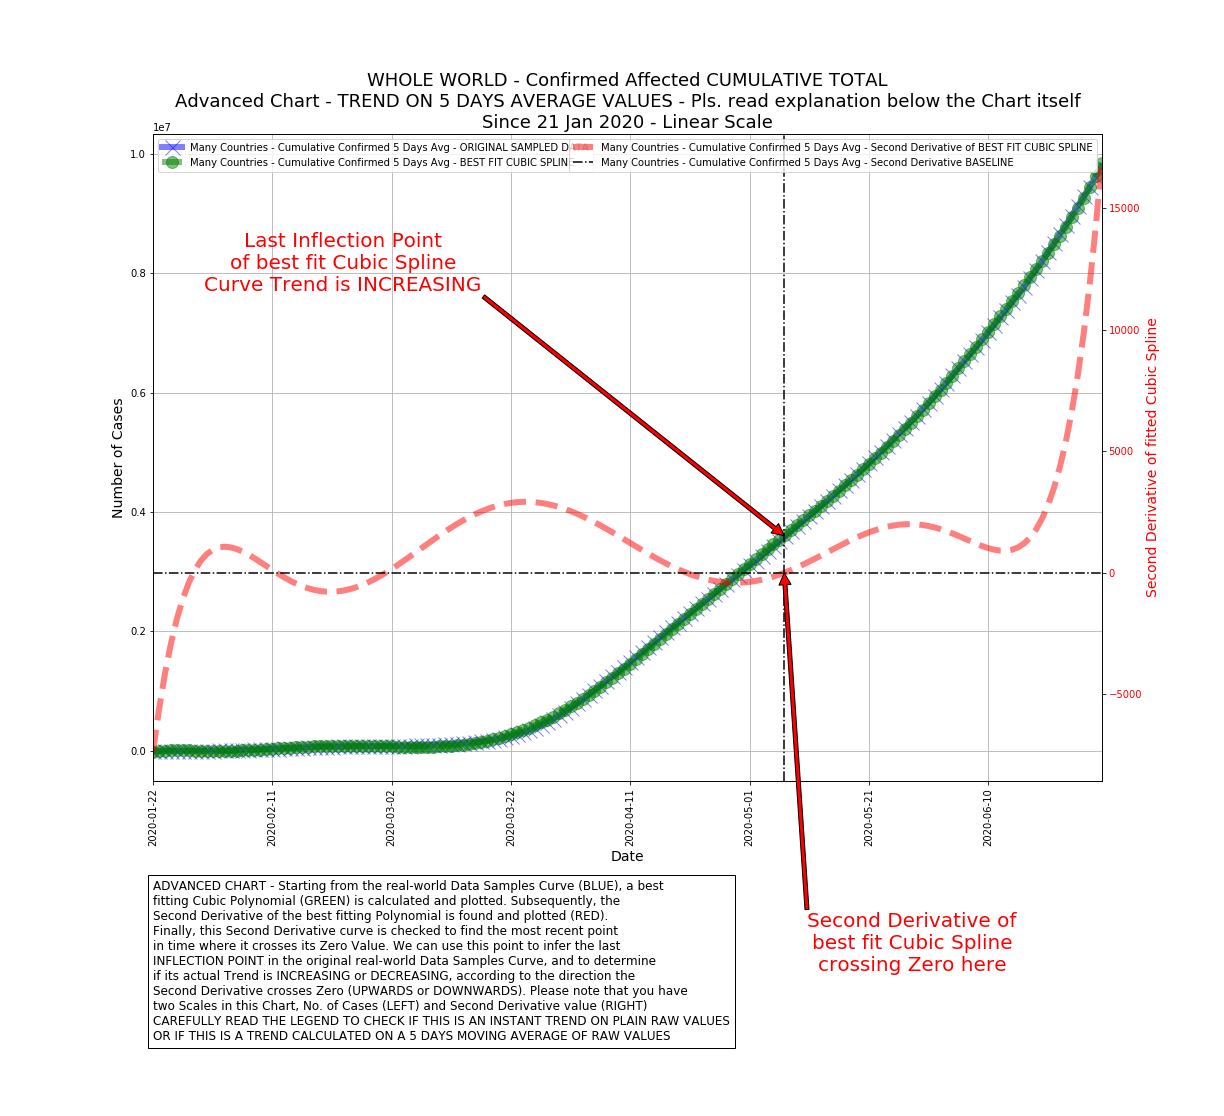 WHOLE WORLD - Confirmed Affected CUMULATIVE TOTAL
Advanced Chart - TREND ON 5 DAYS AVERAGE VALUES - Pls. read explanation below the Chart itself
Since 21 Jan 2020 - Linear Scale
1e7
Many Countries - Cumulative Confirmed 5 Days Avg - ORIGINAL SAMPLED DATA
Many Countries - Cumulative Confirmed 5 Days Avg - BEST FIT CUBIC SPLIN
Many Countries - Cumulative Confirmed 5 Days Avg - Second Derivative of BEST FIT CUBIC SPLINE
Many Countries - Cumulative Confirmed 5 Days Avg - Second Derivative BASELINE
Last Inflection Point
of best fit Cubic Spline
Curve Trend is INCREASING
Number of Cases
1.0
0.8
0.6
0.4
0.2
0.0
15000
10000
5000
0
−5000
Second Derivative of fitted Cubic Spline
2020-01-22
2020-02-11
2020-03-02
2020-03-22
2020-04-11
2020-05-01
2020-05-21
2020-06-10
Date
Second Derivative of
best fit Cubic Spline
crossing Zero here
ADVANCED CHART - Starting from the real-world Data Samples Curve (BLUE), a best
fitting Cubic Polynomial (GREEN) is calculated and plotted. Subsequently, the
Second Derivative of the best fitting Polynomial is found and plotted (RED).
Finally, this Second Derivative curve is checked to find the most recent point
in time where it crosses its Zero Value. We can use this point to infer the last
INFLECTION POINT in the original real-world Data Samples Curve, and to determine
if its actual Trend is INCREASING or DECREASING, according to the direction the
Second Derivative crosses Zero (UPWARDS or DOWNWARDS). Please note that you have
two Scales in this Chart, No. of Cases (LEFT) and Second Derivative value (RIGHT)
CAREFULLY READ THE LEGEND TO CHECK IF THIS IS AN INSTANT TREND ON PLAIN RAW VALUES
OR IF THIS IS A TREND CALCULATED ON A 5 DAYS MOVING AVERAGE OF RAW VALUES